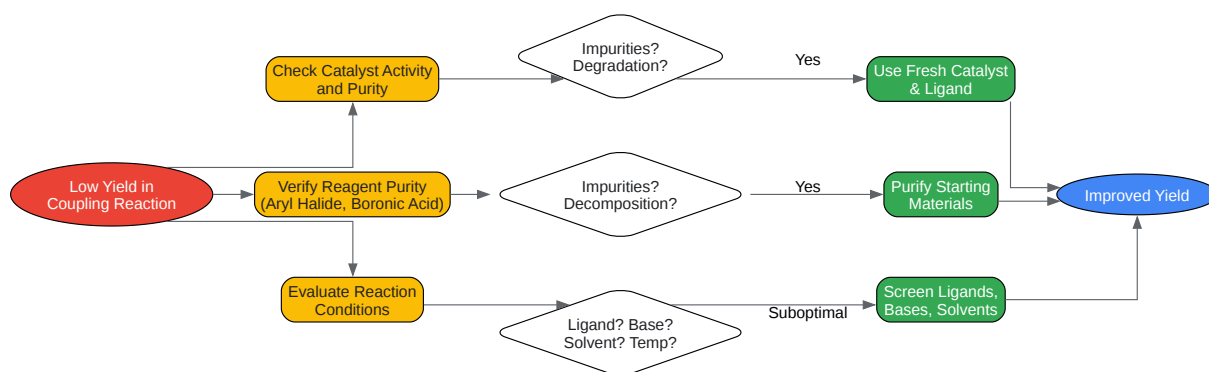 Impurities?
Degradation?
Yes
Check Catalyst Activity
and Purity
Use Fresh Catalyst
& Ligand
Low Yield in
Coupling Reaction
Verify Reagent Purity
(Aryl Halide, Boronic Acid)
Impurities?
Decomposition?
Yes
Purify Starting
Materials
Improved Yield
Evaluate Reaction
Conditions
Ligand? Base?
Solvent? Temp?
Suboptimal
Screen Ligands,
Bases, Solvents